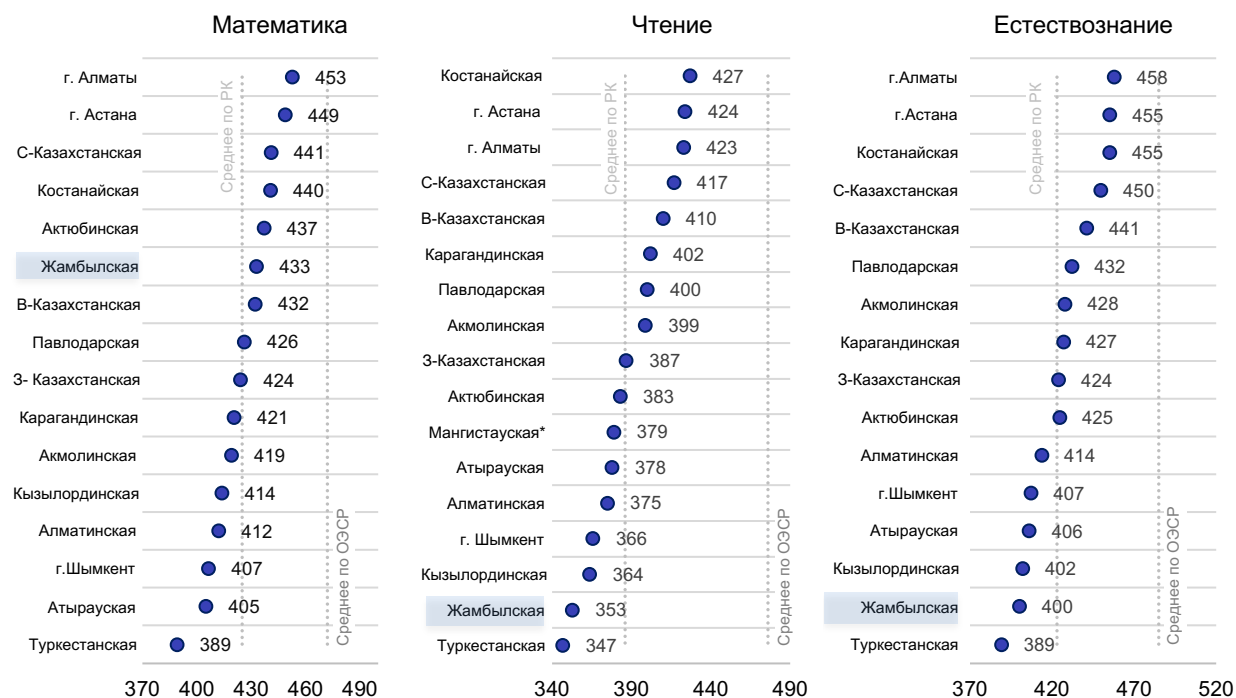 Математика
Среднее по РК
г. Алматы 453
г. Астана 449
С-Казахстанская 441
Костанайская 440
Актюбинская 437
Жамбылская 433
В-Казахстанская 432
Павлодарская 426
З- Казахстанская 424
Карагандинская 421
Акмолинская 419
Кызылординская 414
Алматинская 412
г.Шымкент 407
Атырауская 405
Туркестанская 389
Среднее по ОЭСР
370 400 430 460 490
Чтение
Среднее по РК
Костанайская 427
г. Астана 424
г. Алматы 423
С-Казахстанская 417
В-Казахстанская 410
Карагандинская 402
Павлодарская 400
Акмолинская 399
З-Казахстанская 387
Актюбинская 383
Мангистауская* 379
Атырауская 378
Алматинская 375
г. Шымкент 366
Кызылординская 364
Жамбылская 353
Туркестанская 347
Среднее по ОЭСР
340 390 440 490
Естествознание
Среднее по РК
г.Алматы 458
г.Астана 455
Костанайская 455
С-Казахстанская 450
В-Казахстанская 441
Павлодарская 432
Акмолинская 428
Карагандинская 427
З-Казахстанская 424
Актюбинская 425
Алматинская 414
г.Шымкент 407
Атырауская 406
Кызылординская 402
Жамбылская 400
Туркестанская 389
Среднее по ОЭСР
370 420 470 520